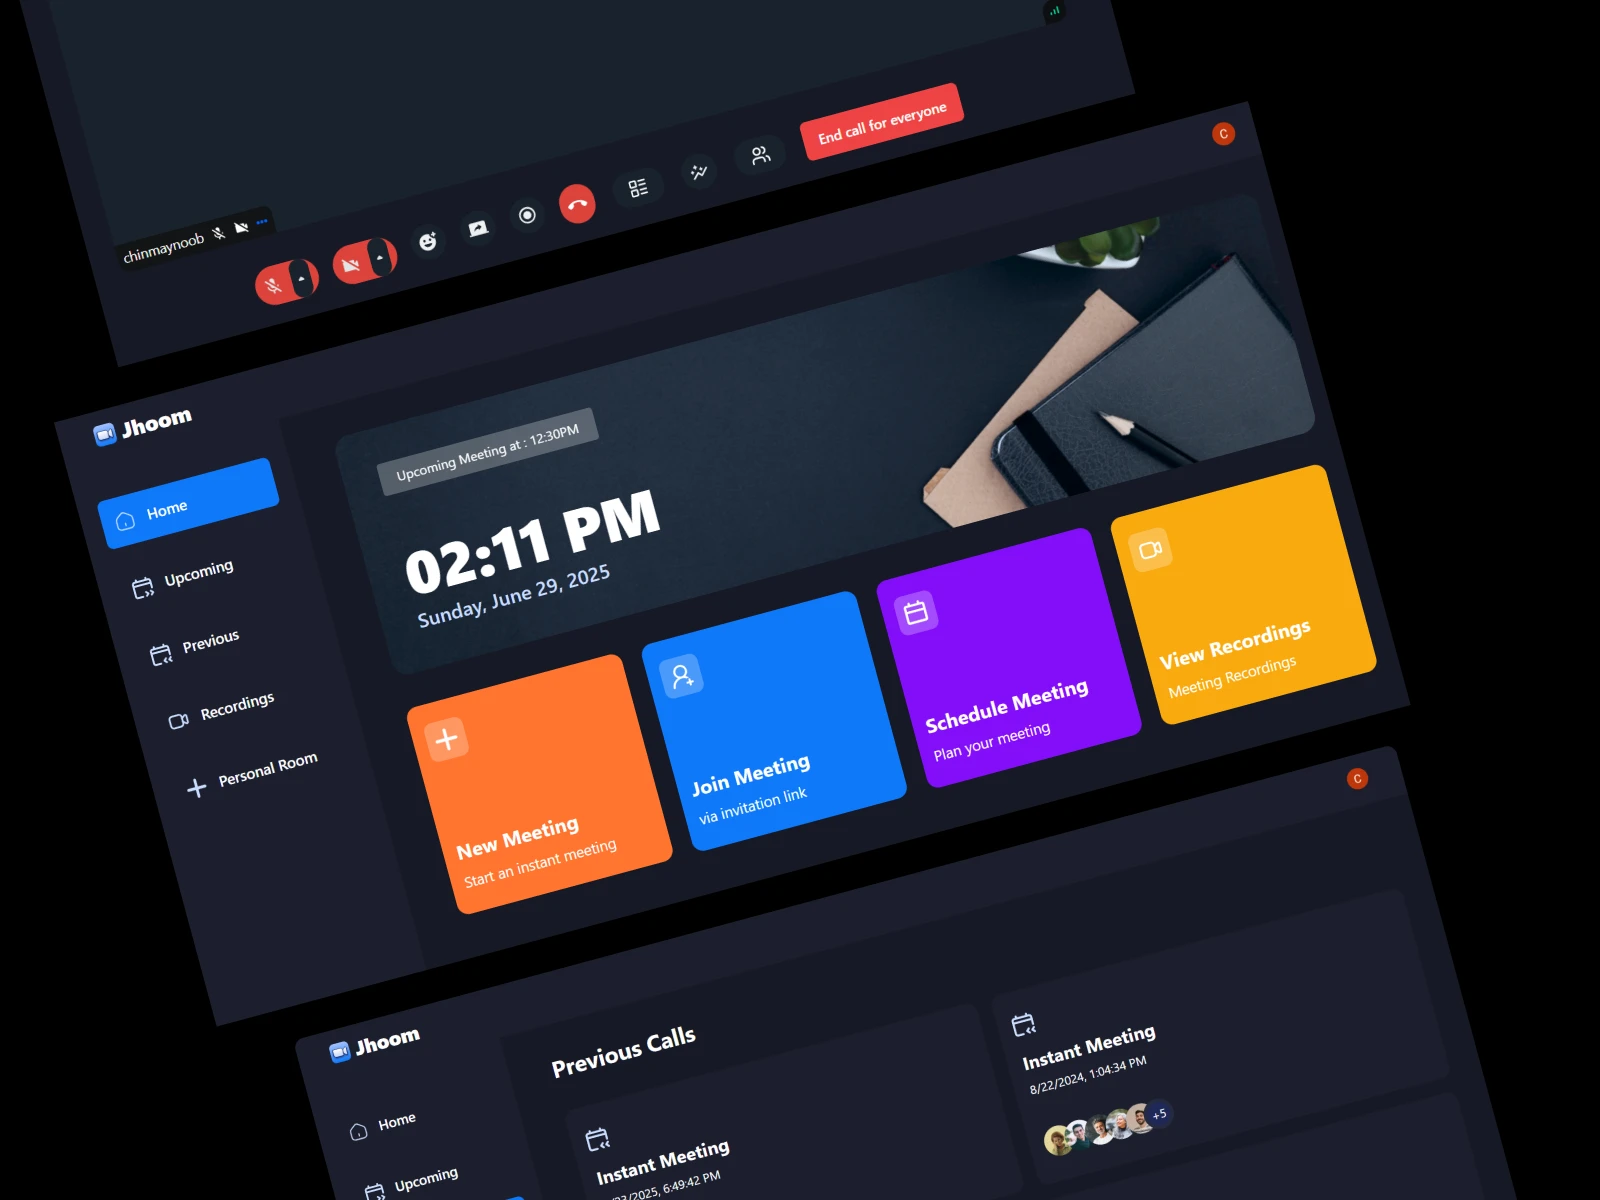 chinmaynoob
End call for everyone
C
Jhoom
Home
Upcoming
Previous
Recordings
Personal Room
Upcoming Meeting at : 12:30PM
02:11 PM
Sunday, June 29, 2025
New Meeting
Start an instant meeting
Join Meeting
via invitation link
Schedule Meeting
Plan your meeting
View Recordings
Meeting Recordings
C
Jhoom
Home
Upcoming
Previous Calls
Instant Meeting
/2025, 6:49:42 PM
Instant Meeting
8/22/2024, 1:04:34 PM
+5